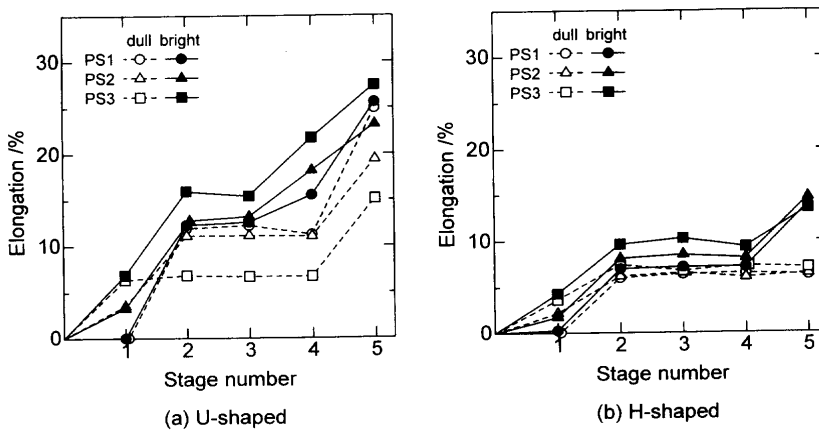 dull bright
PS1
PS2
PS3
30
20
10
0
Elongation /%
1 2 3 4 5
Stage number
(a) U-shaped
dull bright
PS1
PS2
PS3
30
20
10
0
Elongation /%
1 2 3 4 5
Stage number
(b) H-shaped